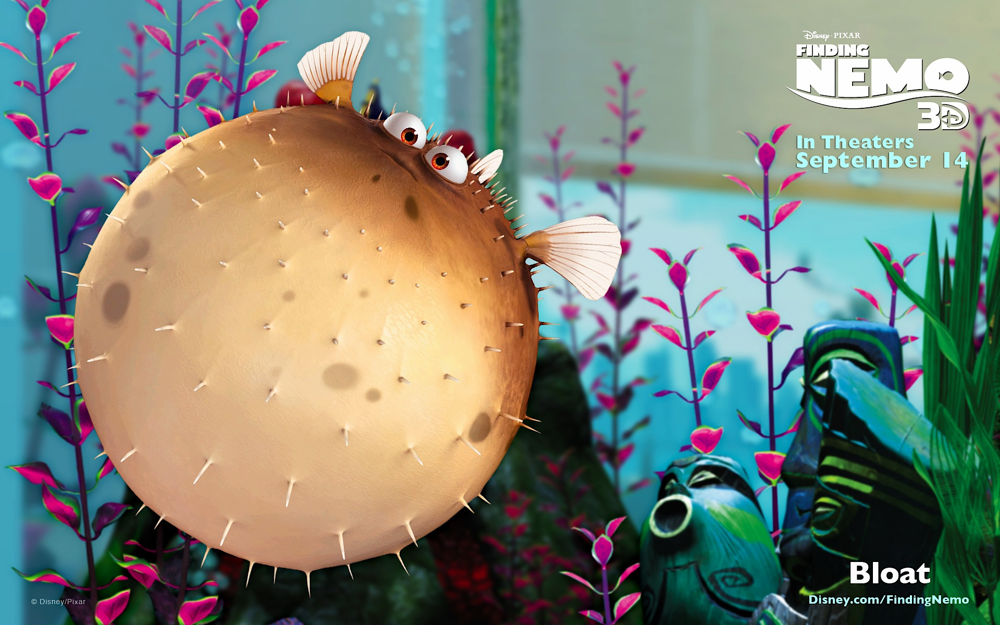 Disney · PIXAR
FINDING
NEMO
3D
In Theaters
September 14
Bloat
Disney.com/FindingNemo
© Disney/Pixar